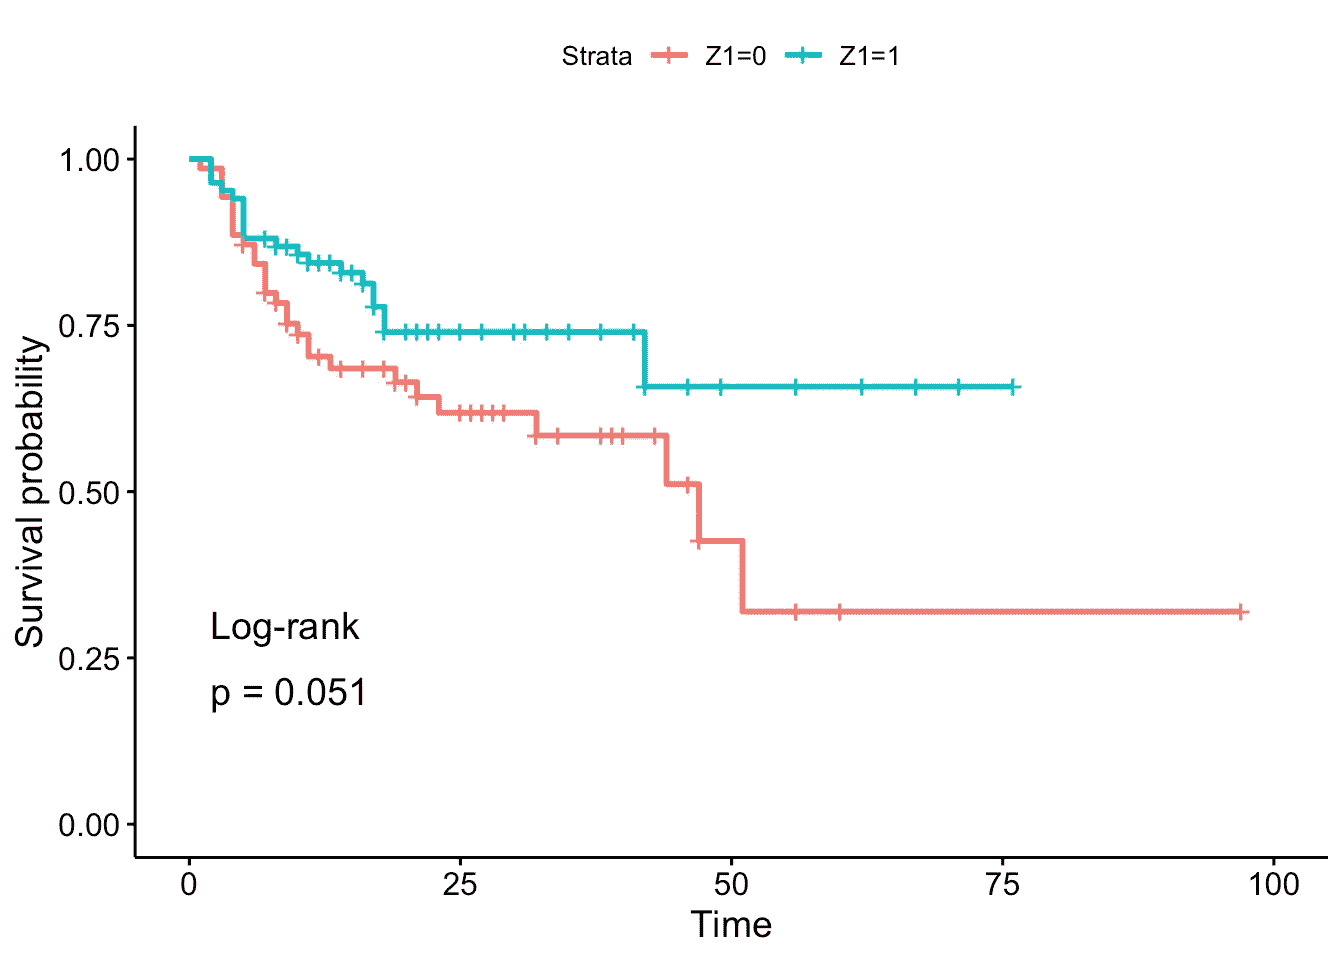 Strata Z1=0 Z1=1
1.00
0.75
0.50
0.25
0.00
Survival probability
Log-rank
p = 0.051
0 25 50 75 100
Time